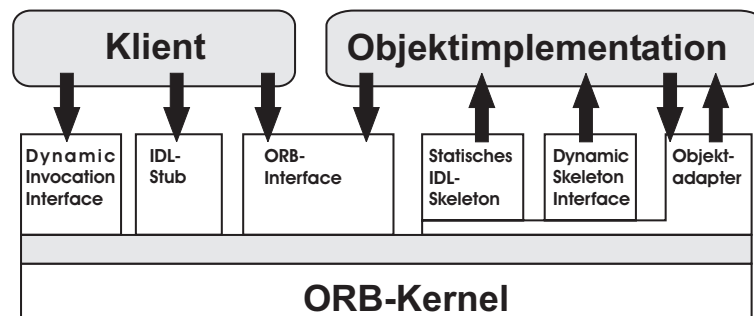 Klient
Objektimplementation
Dynamic
Invocation
Interface
IDL-
Stub
ORB-
Interface
Statisches
IDL-
Skeleton
Dynamic
Skeleton
Interface
Objekt-
adapter
ORB-Kernel